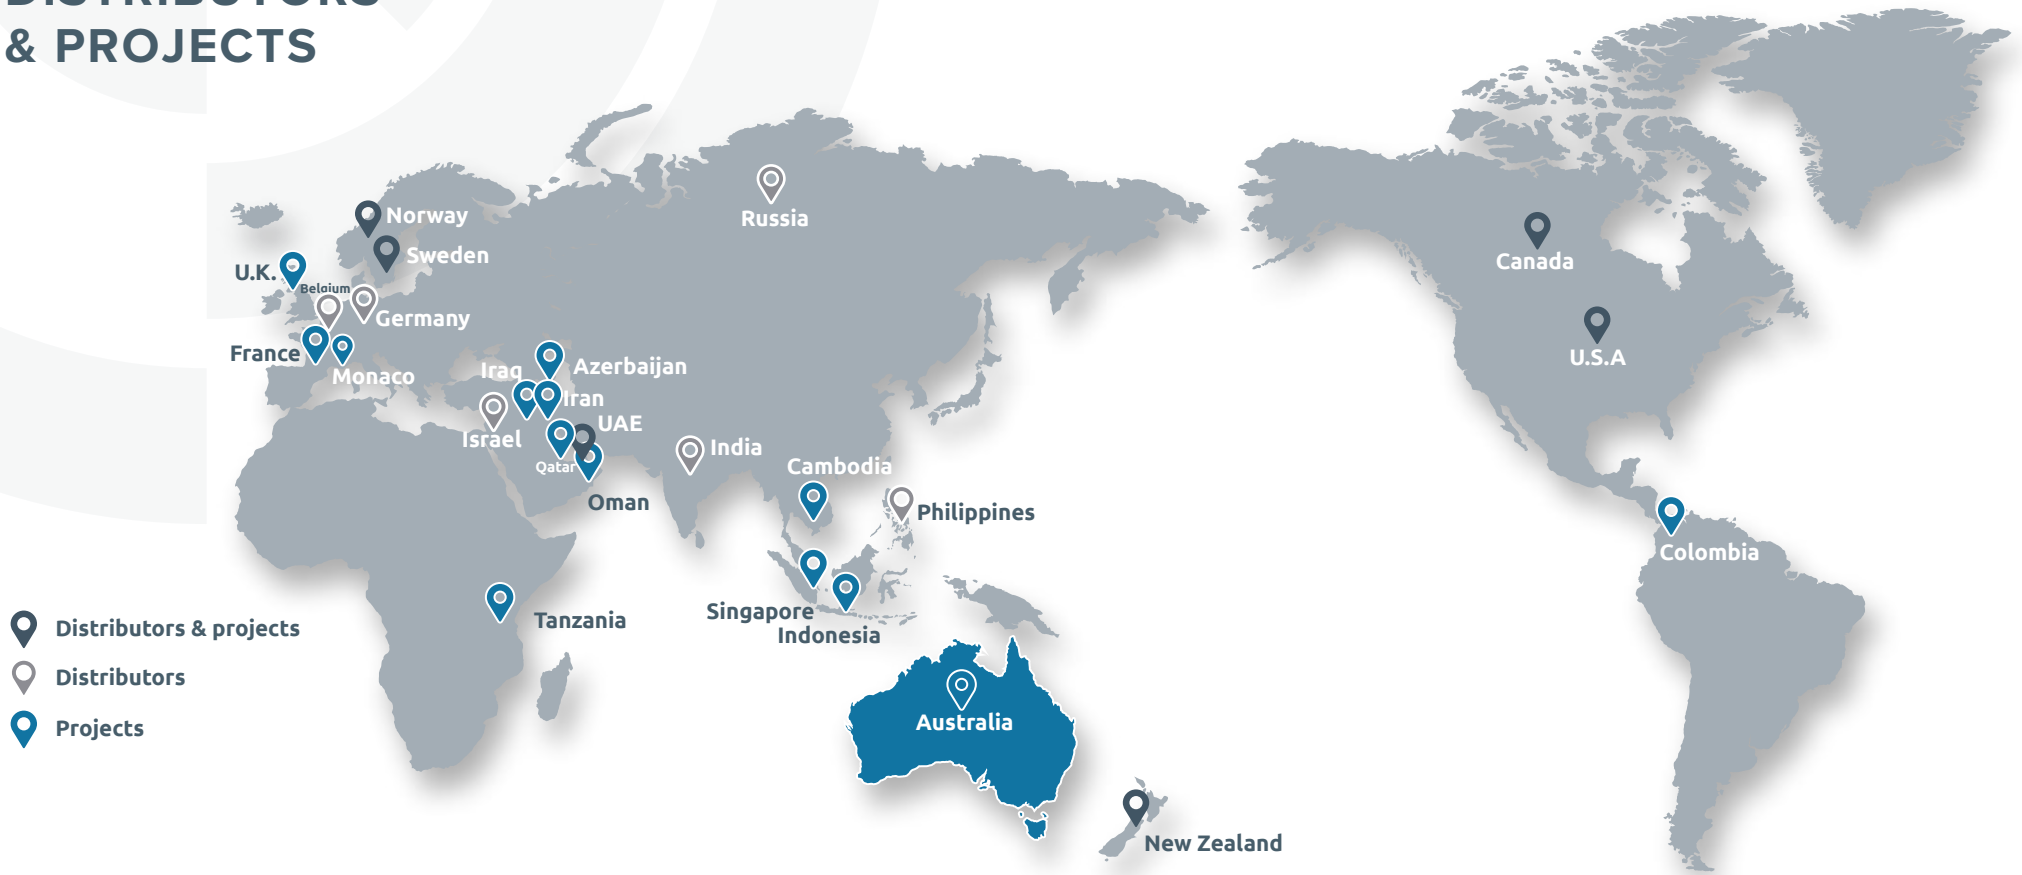 DISTRIBUTORS
& PROJECTS
Norway
Sweden
U.K.
Belgium
Germany
France
Monaco
Russia
Azerbaijan
Iraq
Iran
Israel
UAE
Qatar
Oman
India
Cambodia
Philippines
Singapore
Indonesia
Tanzania
Australia
New Zealand
Canada
U.S.A
Colombia
Distributors & projects
Distributors
Projects